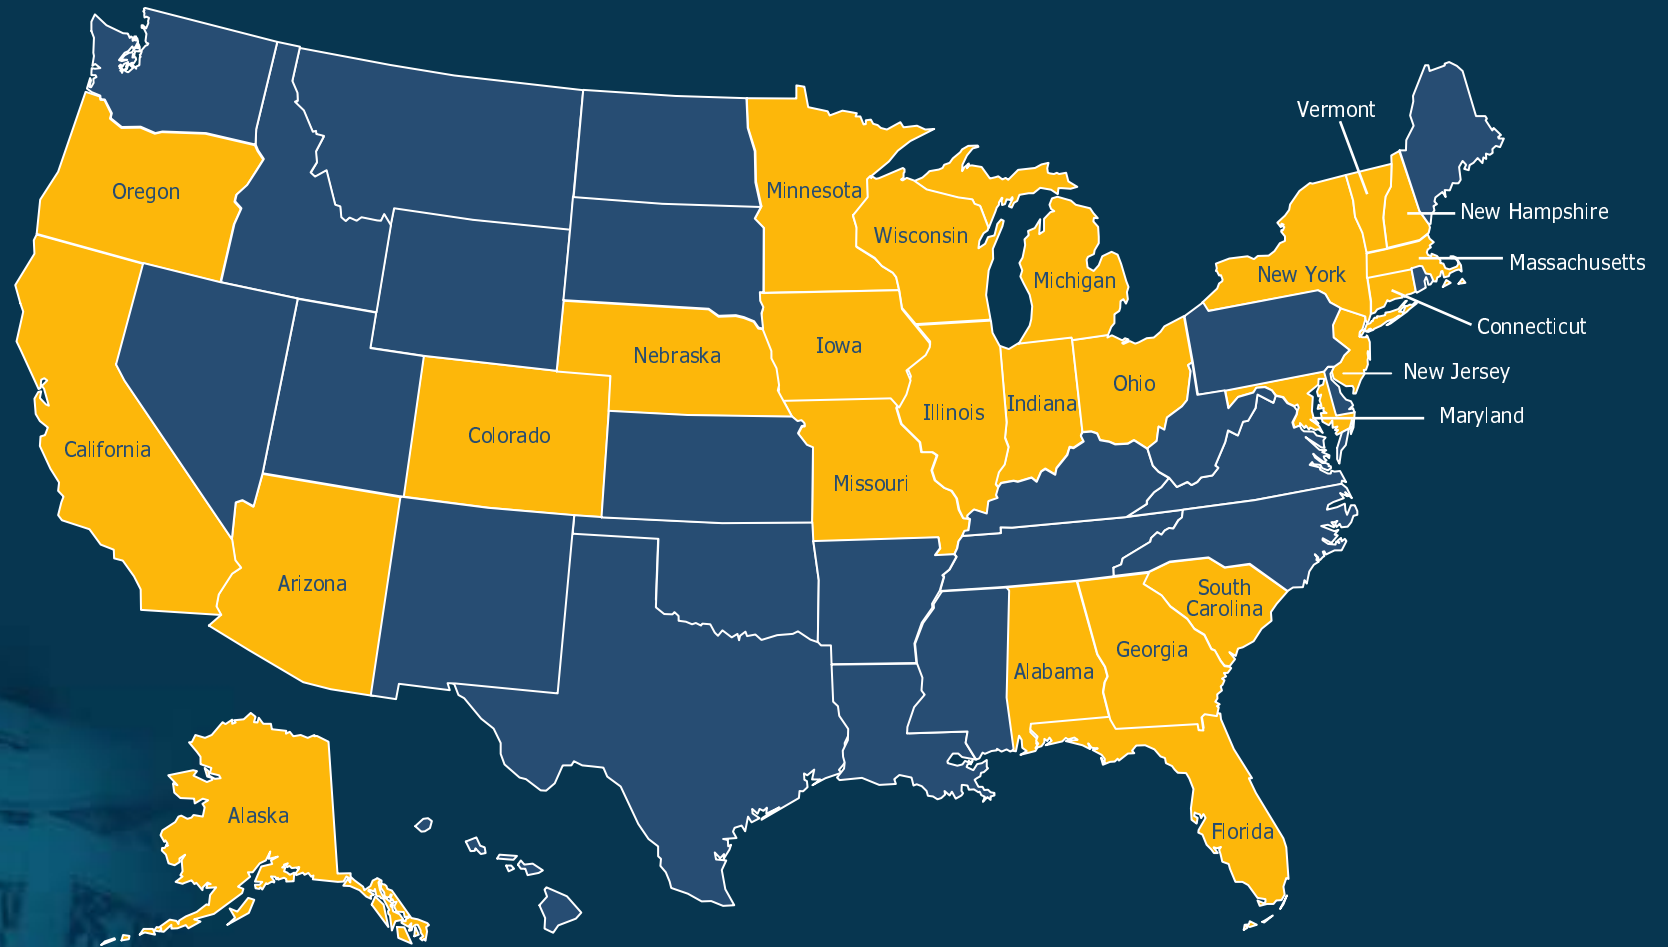 Vermont
Oregon
Minnesota
New Hampshire
Wisconsin
Massachusetts
New York
Michigan
Connecticut
Iowa
Nebraska
New Jersey
Ohio
Indiana
Illinois
Maryland
Colorado
California
Missouri
Arizona
South
Carolina
Georgia
Alabama
Alaska
Florida